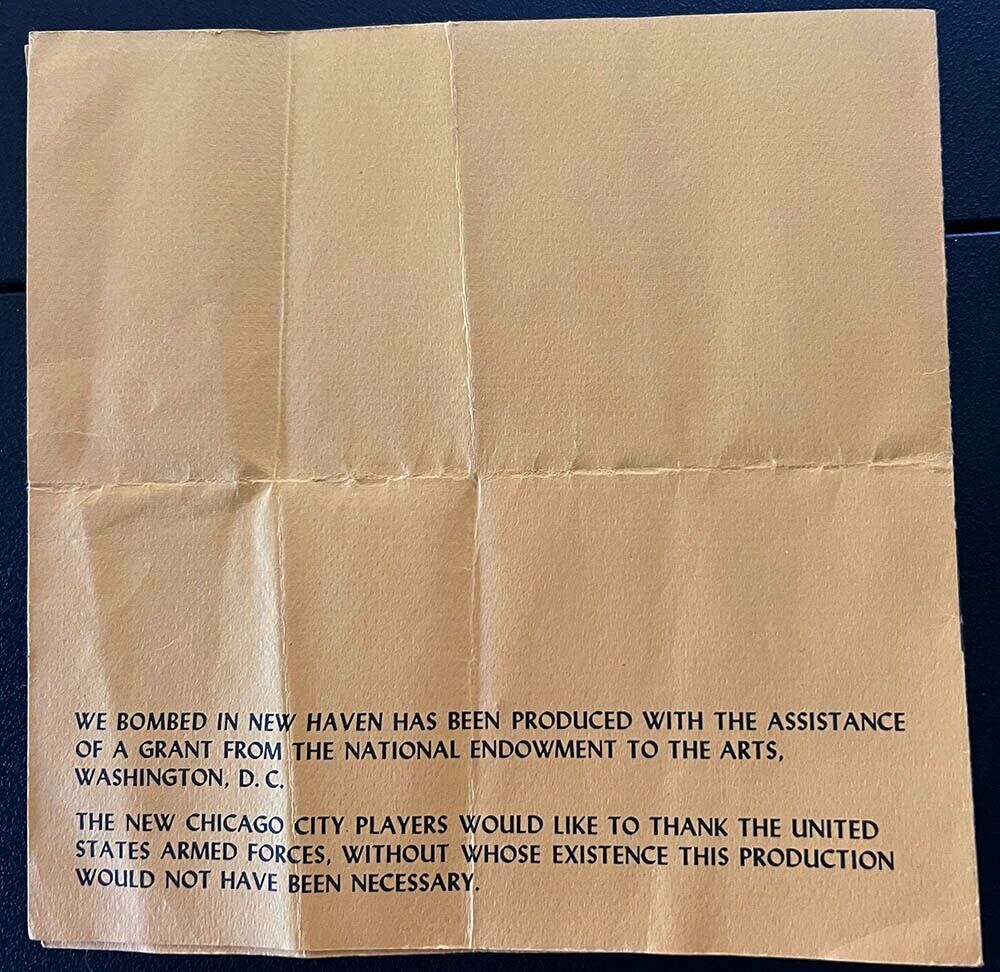 WE BOMBED IN NEW HAVEN HAS BEEN PRODUCED WITH THE ASSISTANCE
OF A GRANT FROM THE NATIONAL ENDOWMENT TO THE ARTS,
WASHINGTON, D. C.
THE NEW CHICAGO CITY PLAYERS WOULD LIKE TO THANK THE UNITED
STATES ARMED FORCES, WITHOUT WHOSE EXISTENCE THIS PRODUCTION
WOULD NOT HAVE BEEN NECESSARY.